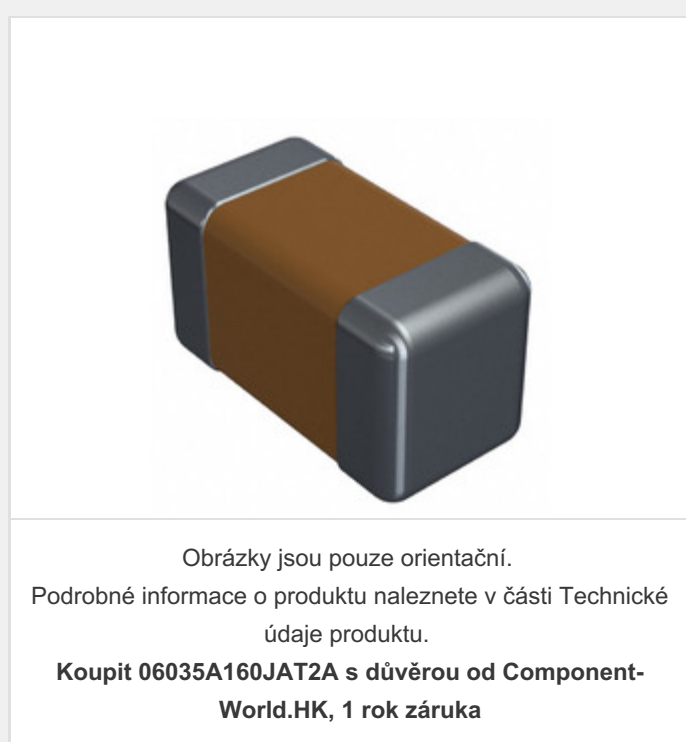 Obrázky jsou pouze orientační.
Podrobné informace o produktu naleznete v části Technické
údaje produktu.
Koupit 06035A160JAT2A s důvěrou od Component-
World.HK, 1 rok záruka